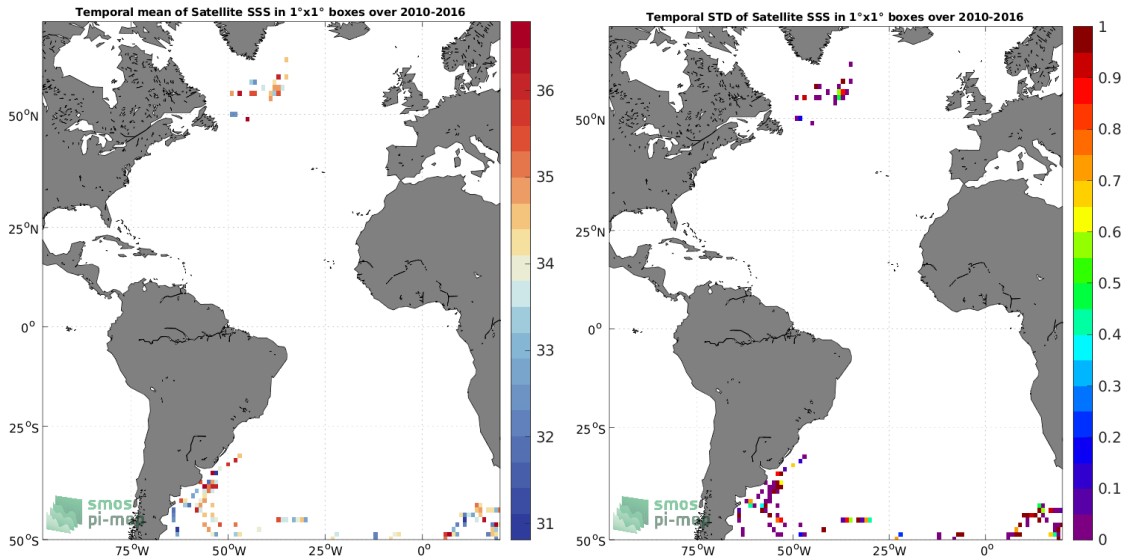 Temporal mean of Satellite SSS in 1°x1° boxes over 2010-2016
50°N
25°N
0°
25°S
50°S
75°W
50°W
25°W
0°
36
35
34
33
32
31
smos
pi-mep
Temporal STD of Satellite SSS in 1°x1° boxes over 2010-2016
50°N
25°N
0°
25°S
50°S
75°W
50°W
25°W
0°
1
0.9
0.8
0.7
0.6
0.5
0.4
0.3
0.2
0.1
0
smos
pi-mep